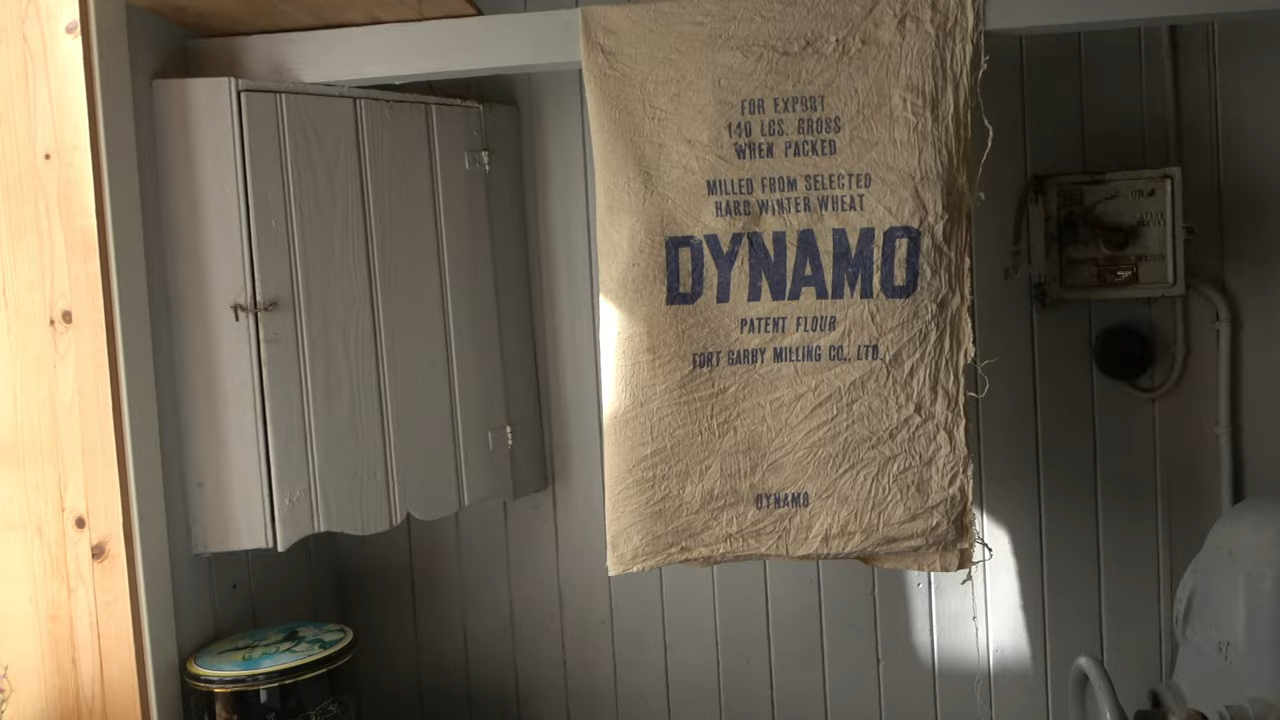 FOR EXPORT
140 LBS. GROSS
WHEN PACKED
MILLED FROM SELECTED
HARD WINTER WHEAT
DYNAMO
PATENT FLOUR
FORT GARRY MILLING CO., LTD.
DYNAMO